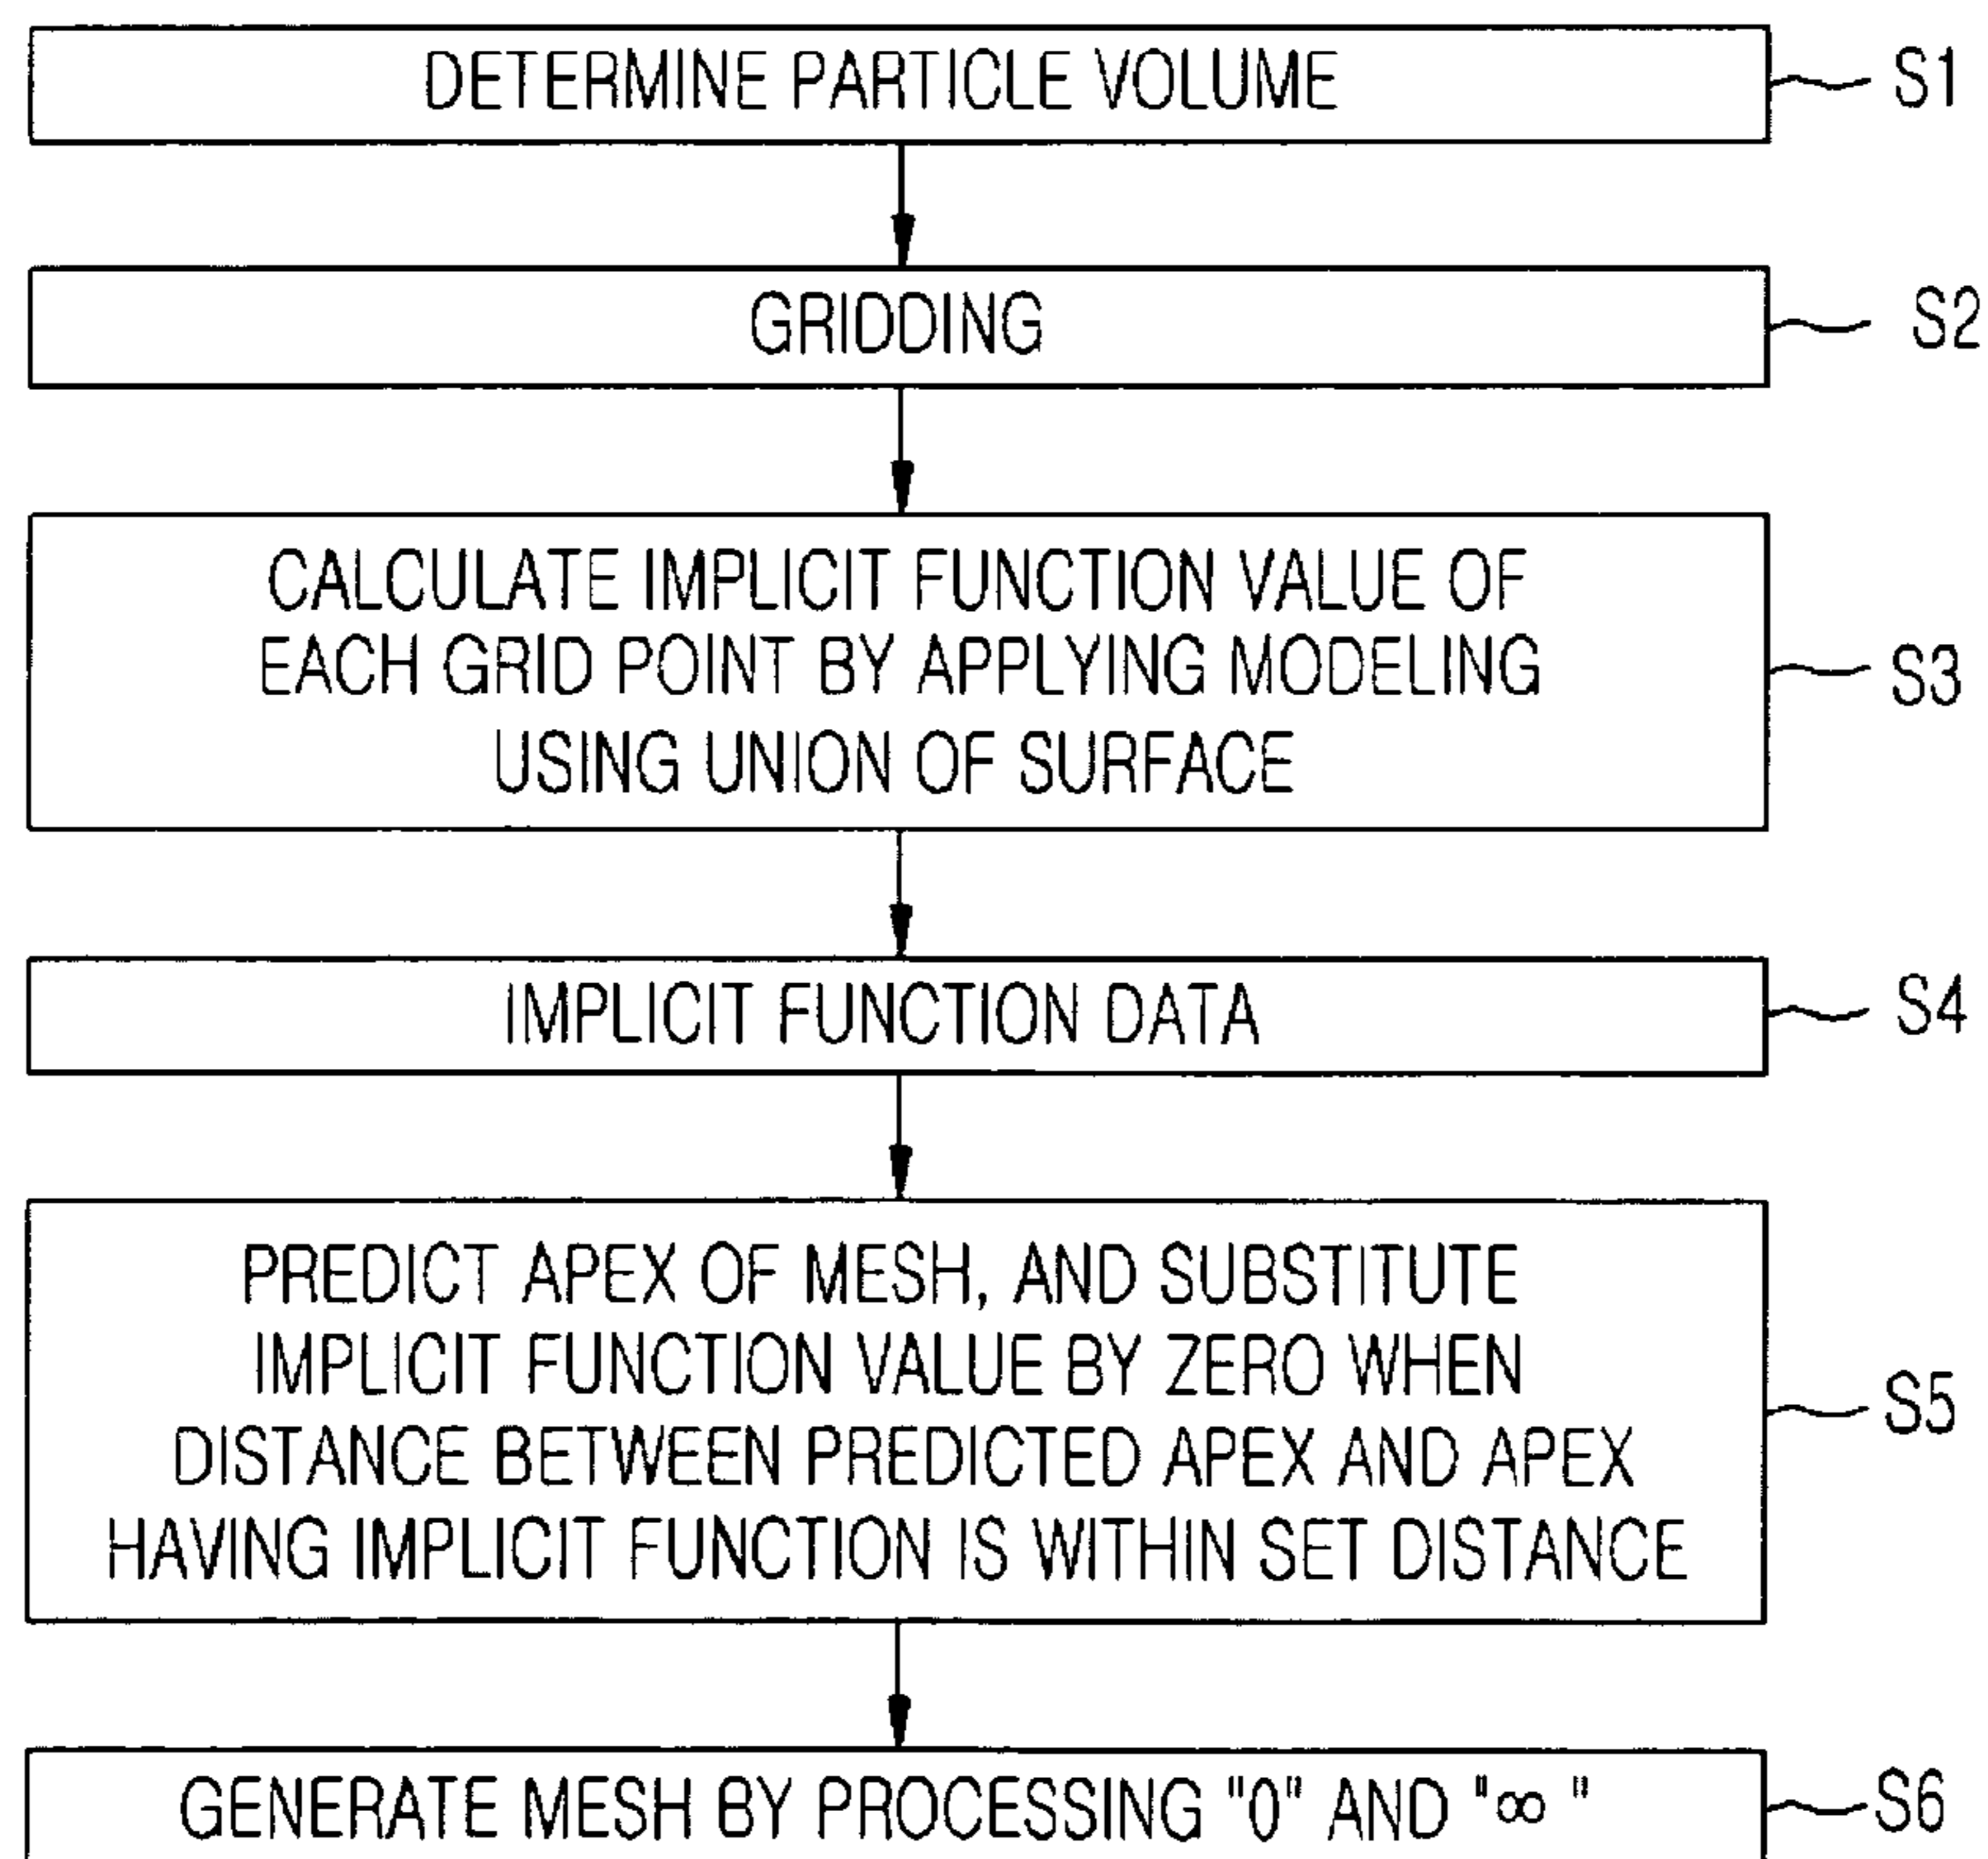 DETERMINE PARTICLE VOLUME
S1
GRIDDING
S2
CALCULATE IMPLICIT FUNCTION VALUE OF
EACH GRID POINT BY APPLYING MODELING
USING UNION OF SURFACE
S3
IMPLICIT FUNCTION DATA
S4
PREDICT APEX OF MESH, AND SUBSTITUTE
IMPLICIT FUNCTION VALUE BY ZERO WHEN
DISTANCE BETWEEN PREDICTED APEX AND APEX
HAVING IMPLICIT FUNCTION IS WITHIN SET DISTANCE
S5
GENERATE MESH BY PROCESSING "0" AND "∞ "
S6